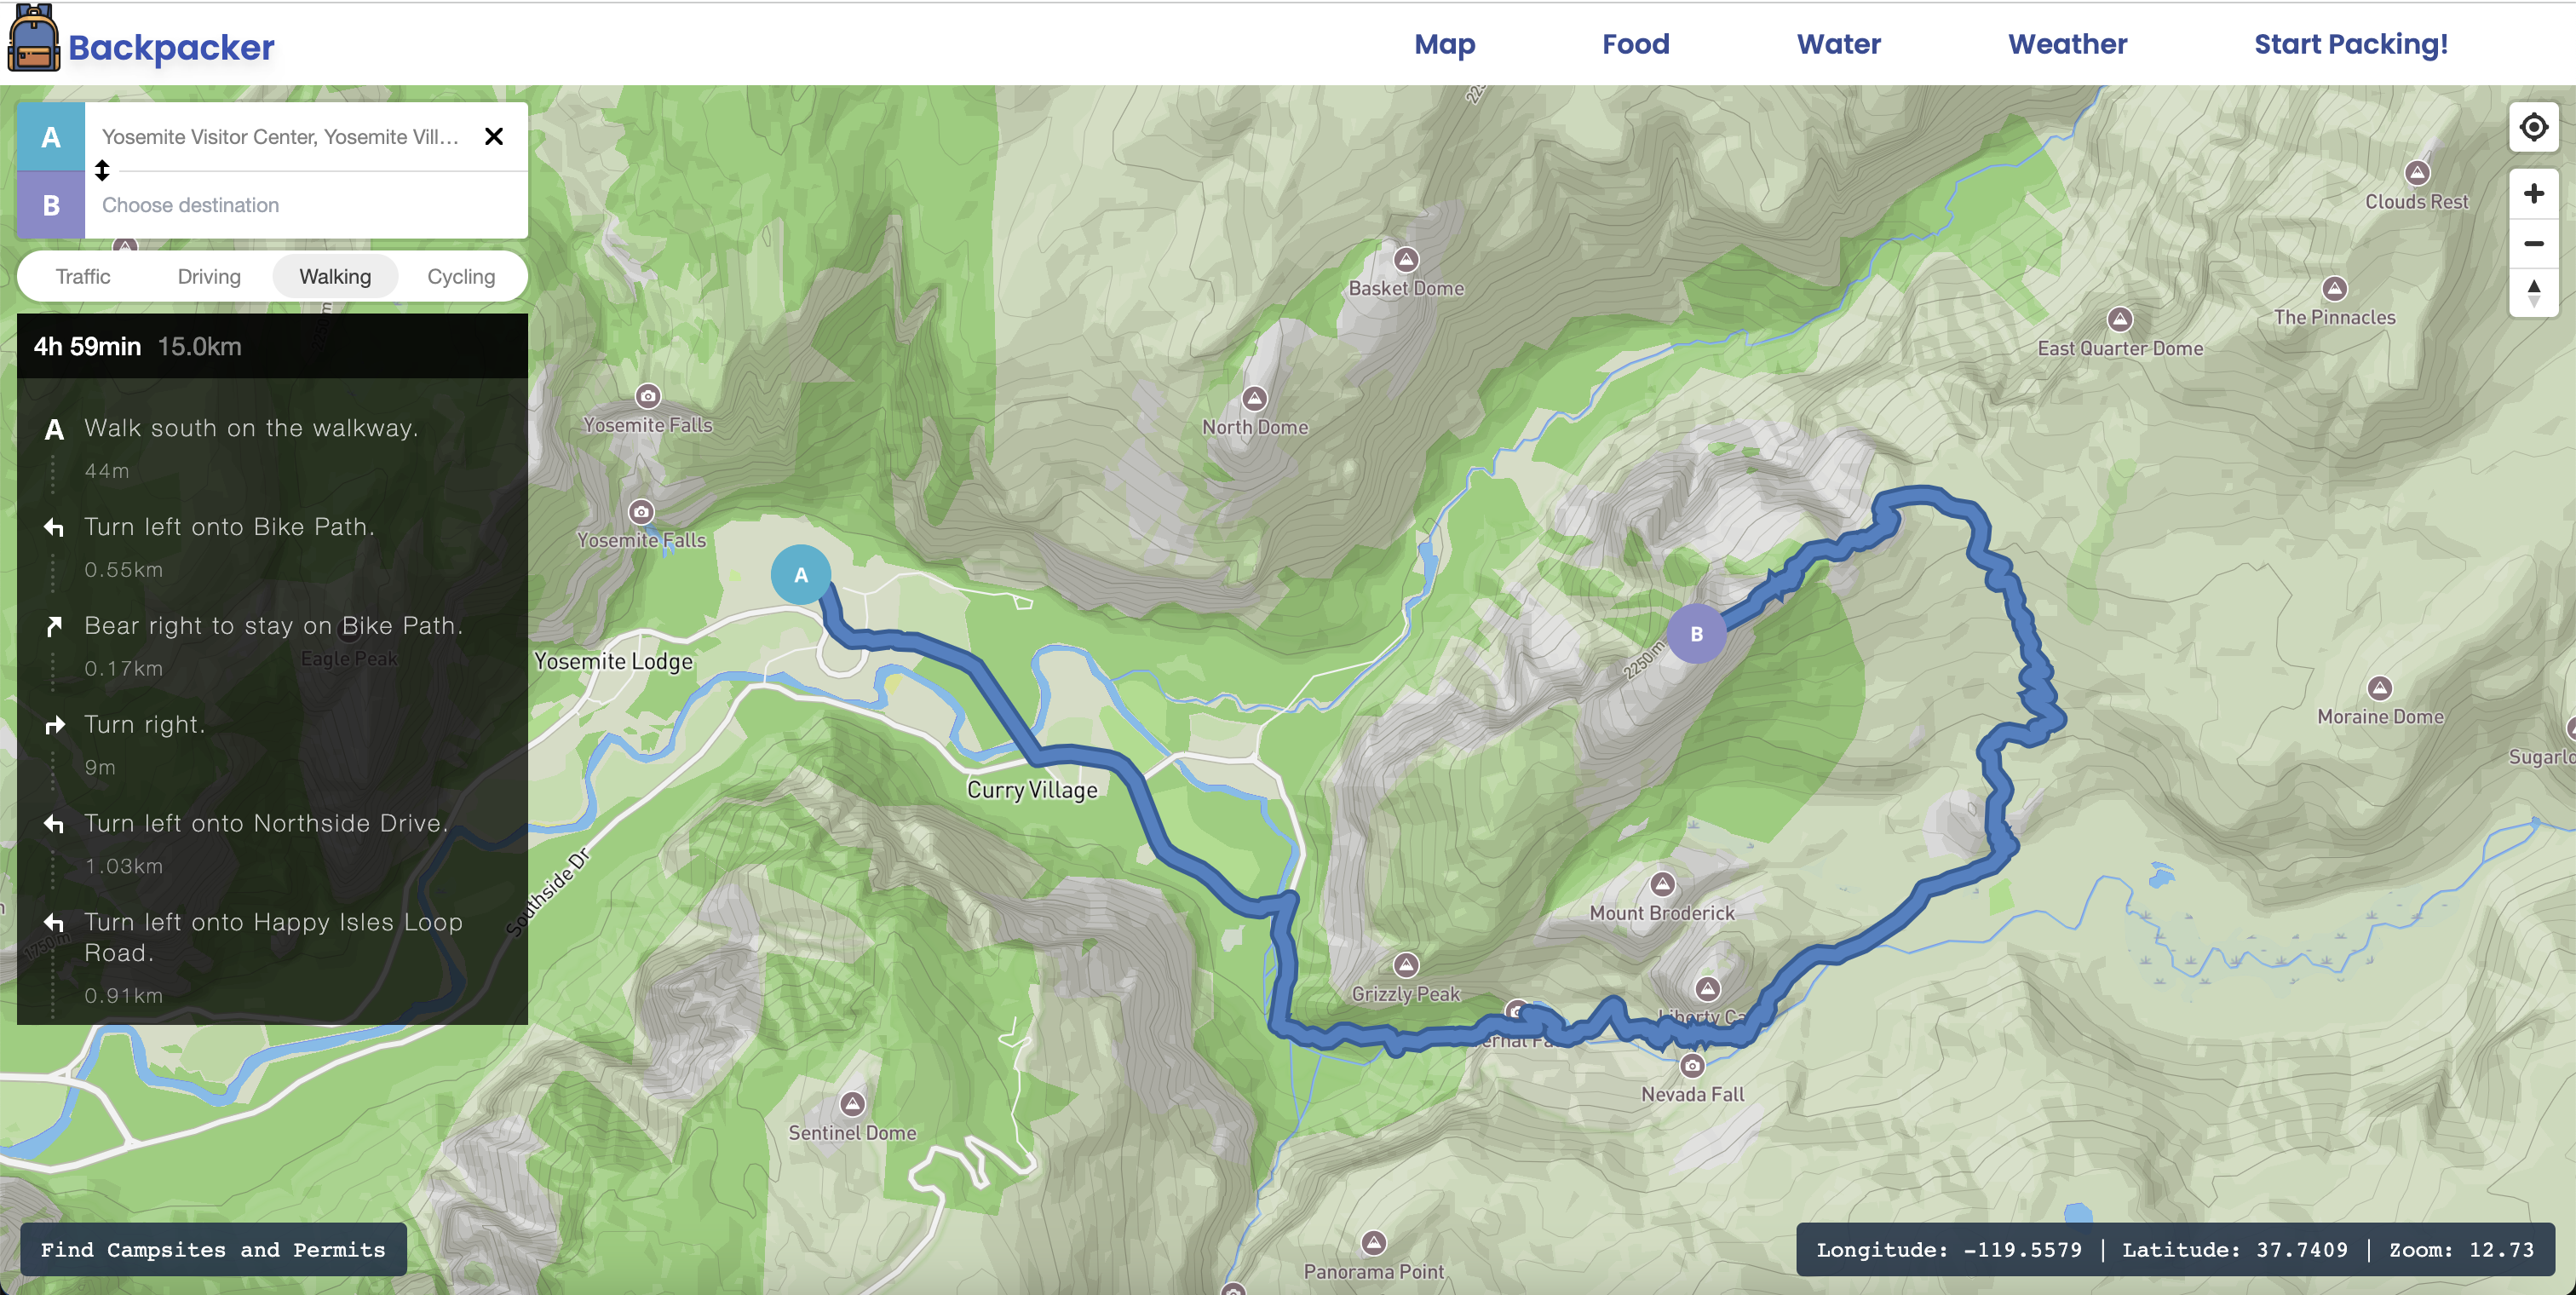 Backpacker
Map
Food
Water
Weather
Start Packing!
A
Yosemite Visitor Center, Yosemite Vill...
B
Choose destination
Traffic
Driving
Walking
Cycling
4h 59min 15.0km
A Walk south on the walkway.
44m
Turn left onto Bike Path.
0.55km
Bear right to stay on Bike Path.
0.17km
Turn right.
9m
Turn left onto Northside Drive.
1.03km
Turn left onto Happy Isles Loop
Road.
0.91km
Eagle Peak
1750 m
Yosemite Falls
Yosemite Falls
Yosemite Lodge
Curry Village
Southside Dr
Sentinel Dome
Basket Dome
North Dome
Clouds Rest
The Pinnacles
East Quarter Dome
A
B
2250 m
Moraine Dome
Sugarlo
Mount Broderick
Grizzly Peak
Liberty Ca
ernal Fa
Nevada Fall
Panorama Point
Find Campsites and Permits
Longitude: -119.5579 | Latitude: 37.7409 | Zoom: 12.73